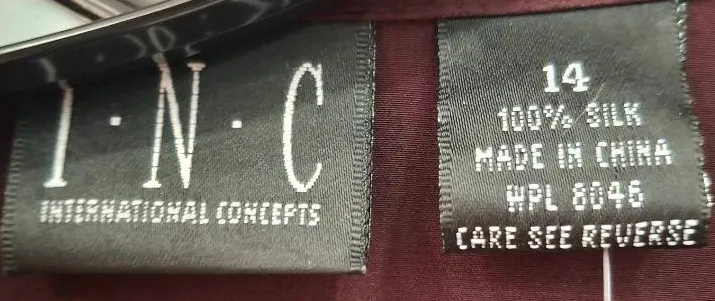 I·N·C
INTERNATIONAL CONCEPTS
14
100% SILK
MADE IN CHINA
WPL 8046
CARE SEE REVERSE